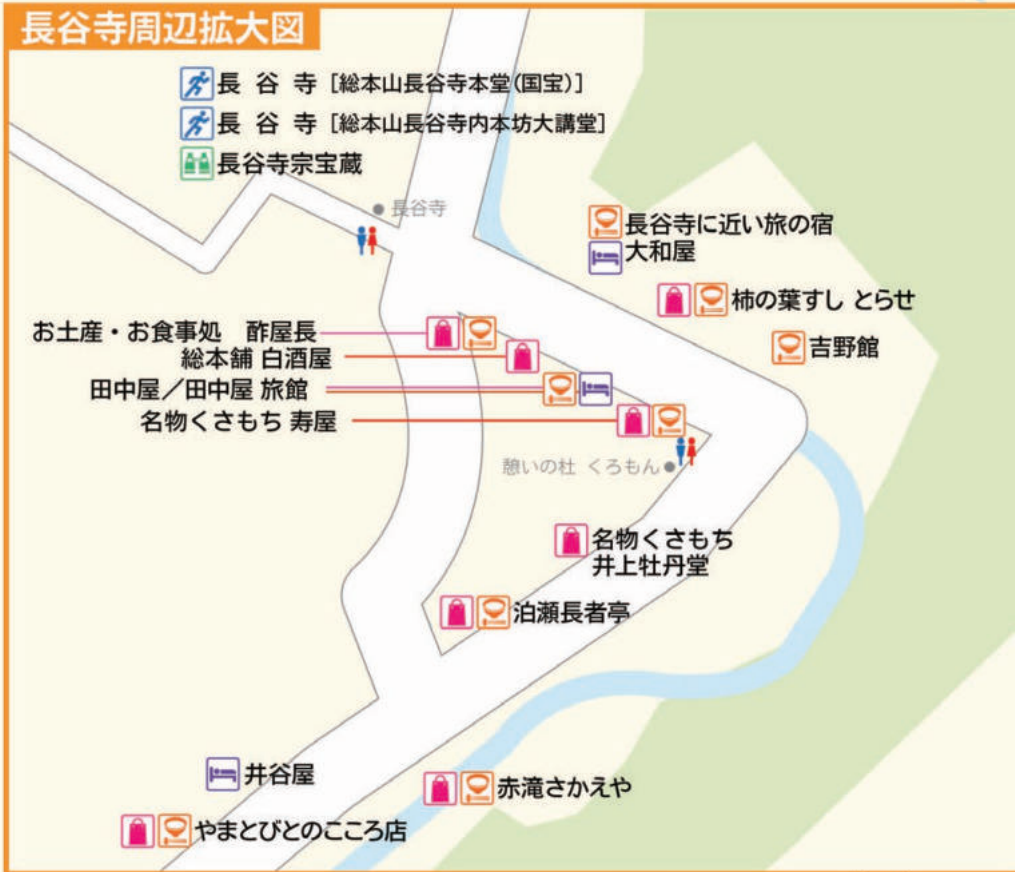 長谷寺周辺拡大図
長谷寺 [総本山長谷寺本堂(国宝)]
長谷寺 [総本山長谷寺内本坊大講堂]
長谷寺宗宝蔵
長谷寺
長谷寺に近い旅の宿
大和屋
柿の葉すし とらせ
吉野館
お土産・お食事処 酢屋長
総本舗 白酒屋
田中屋/田中屋 旅館
名物くさもち 寿屋
憩いの杜 くろもん
名物くさもち
井上牡丹堂
泊瀬長者亭
井谷屋
赤滝さかえや
やまとびとのこころ店